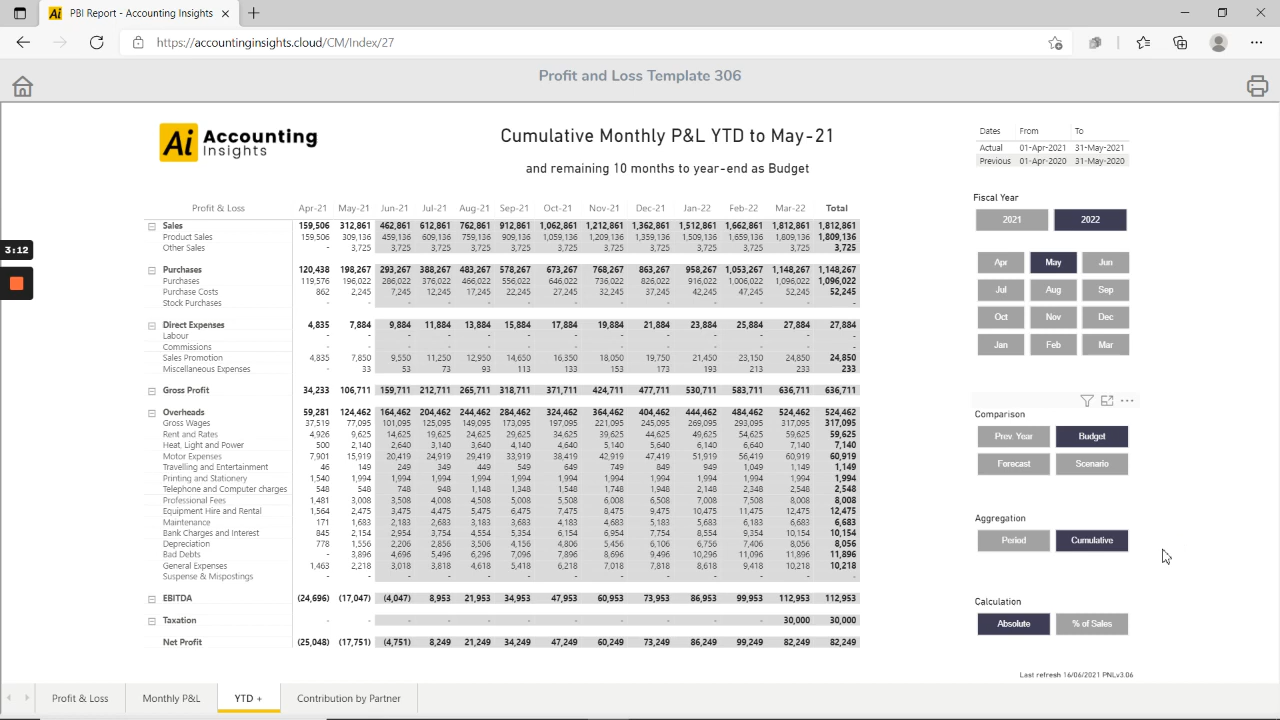 PBI Report - Accounting Insights
https://accountinginsights.cloud/CM/Index/27
Profit and Loss Template 306
3:12
Ai Accounting Insights
Cumulative Monthly P&L YTD to May-21
and remaining 10 months to year-end as Budget
Dates From To
Actual 01-Apr-2021 31-May-2021
Previous 01-Apr-2020 31-May-2020
Fiscal Year
2021 2022
Apr May Jun
Jul Aug Sep
Oct Nov Dec
Jan Feb Mar
Comparison
Prev. Year Budget
Forecast Scenario
Aggregation
Period Cumulative
Calculation
Absolute % of Sales
Profit & Loss Apr-21 May-21 Jun-21 Jul-21 Aug-21 Sep-21 Oct-21 Nov-21 Dec-21 Jan-22 Feb-22 Mar-22 Total
Sales 159,506 312,861 462,861 612,861 762,861 912,861 1,062,861 1,212,861 1,362,861 1,512,861 1,662,861 1,812,861 1,812,861
Product Sales 159,506 309,136 459,136 609,136 759,136 909,136 1,059,136 1,209,136 1,359,136 1,509,136 1,659,136 1,809,136 1,809,136
Other Sales - 3,725 3,725 3,725 3,725 3,725 3,725 3,725 3,725 3,725 3,725 3,725 3,725
Purchases 120,438 198,267 293,267 388,267 483,267 578,267 673,267 768,267 863,267 958,267 1,053,267 1,148,267 1,148,267
Purchases 119,576 196,022 286,022 376,022 466,022 556,022 646,022 736,022 826,022 916,022 1,006,022 1,096,022 1,096,022
Purchase Costs 862 2,245 7,245 12,245 17,245 22,245 27,245 32,245 37,245 42,245 47,245 52,245 52,245
Stock Purchases - - - - - - - - - - - - -
Direct Expenses 4,835 7,884 9,884 11,884 13,884 15,884 17,884 19,884 21,884 23,884 25,884 27,884 27,884
Labour - - - - - - - - - - - - -
Commissions - - - - - - - - - - - - -
Sales Promotion 4,835 7,850 9,550 11,250 12,950 14,650 16,350 18,050 19,750 21,450 23,150 24,850 24,850
Miscellaneous Expenses - 33 53 73 93 113 133 153 173 193 213 233 233
Gross Profit 34,233 106,711 159,711 212,711 265,711 318,711 371,711 424,711 477,711 530,711 583,711 636,711 636,711
Overheads 59,281 124,462 164,462 204,462 244,462 284,462 324,462 364,462 404,462 444,462 484,462 524,462 524,462
Gross Wages 37,518 77,095 101,095 125,095 149,095 173,095 197,095 221,095 245,095 269,095 293,095 317,095 317,095
Rent and Rates 4,926 9,625 14,625 19,625 24,625 29,625 34,625 39,625 44,625 49,625 54,625 59,625 59,625
Heat, Light and Power 500 2,140 2,640 3,140 3,640 4,140 4,640 5,140 5,640 6,140 6,640 7,140 7,140
Motor Expenses 7,901 15,919 20,419 24,919 29,419 33,919 38,419 42,919 47,419 51,919 56,419 60,919 60,919
Travelling and Entertainment 46 149 249 349 449 549 649 749 849 949 1,049 1,149 1,149
Printing and Stationery 1,540 1,994 1,994 1,994 1,994 1,994 1,994 1,994 1,994 1,994 1,994 1,994 1,994
Telephone and Computer charges 548 548 748 948 1,148 1,348 1,548 1,748 1,948 2,148 2,348 2,548 2,548
Professional Fees 1,481 3,008 3,508 4,008 4,508 5,008 5,508 6,008 6,508 7,008 7,508 8,008 8,008
Equipment Hire and Rental 1,564 2,475 3,475 4,475 5,475 6,475 7,475 8,475 9,475 10,475 11,475 12,475 12,475
Maintenance 171 1,683 2,183 2,683 3,183 3,683 4,183 4,683 5,183 5,683 6,183 6,683 6,683
Bank Charges and Interest 845 2,154 2,954 3,754 4,554 5,354 6,154 6,954 7,754 8,554 9,354 10,154 10,154
Depreciation 778 1,556 2,206 2,856 3,506 4,156 4,806 5,456 6,106 6,756 7,406 8,056 8,056
Bad Debts - 3,896 4,696 5,496 6,296 7,096 7,896 8,696 9,496 10,296 11,096 11,896 11,896
General Expenses 1,463 2,218 3,018 3,818 4,618 5,418 6,218 7,018 7,818 8,618 9,418 10,218 10,218
Suspense & Mispostings - - - - - - - - - - - - -
EBITDA (24,696) (17,047) (4,047) 8,953 21,953 34,953 47,953 60,953 73,953 86,953 99,953 112,953 112,953
Taxation - - - - - - - - - - - 30,000 30,000
Net Profit (25,048) (17,751) (4,751) 8,249 21,249 34,249 47,249 60,249 73,249 86,249 99,249 82,249 82,249
Last refresh 16/06/2021 PNLv3.06
Profit & Loss Monthly P&L YTD + Contribution by Partner